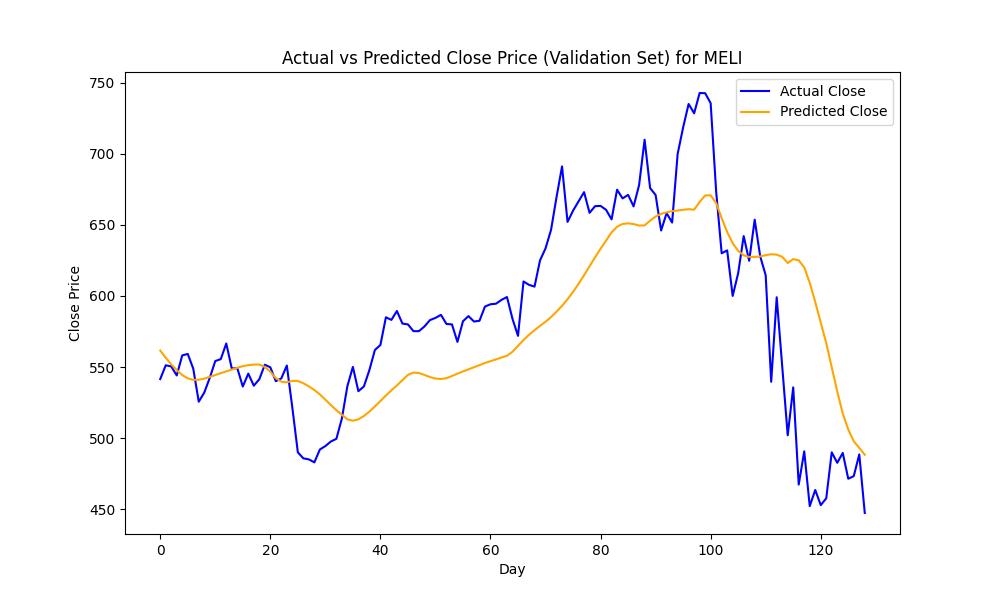 Actual vs Predicted Close Price (Validation Set) for MELI
Actual Close
Predicted Close
750
700
650
600
550
500
450
Close Price
0 20 40 60 80 100 120
Day